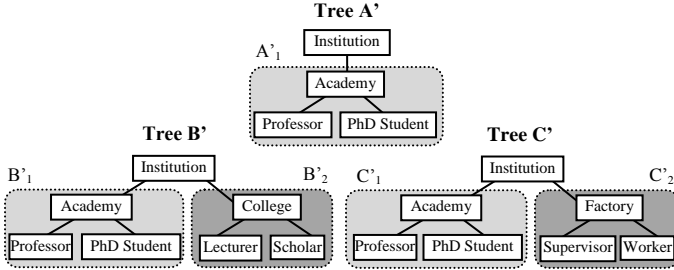 Tree A’
Institution
A’1
Academy
Professor PhD Student
Tree B’
Institution
B’1
B’2
Academy
College
Professor PhD Student
Lecturer Scholar
Tree C’
Institution
C’1
C’2
Academy
Factory
Professor PhD Student
Supervisor Worker